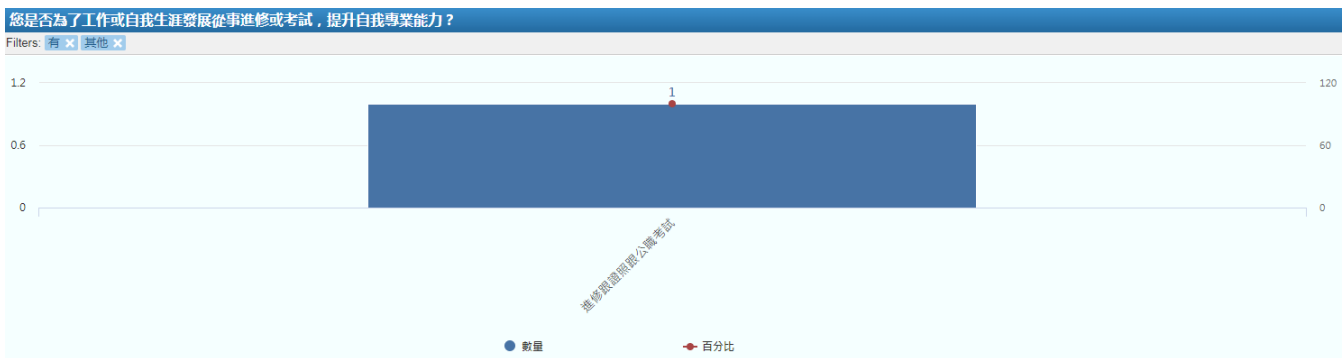 您是否為了工作或自我生涯發展從事進修或考試，提升自我專業能力？
Filters: 有 × 其他 ×
1.2
120
1
0.6
60
0
0
進修跟證照跟公職考試
數量
百分比